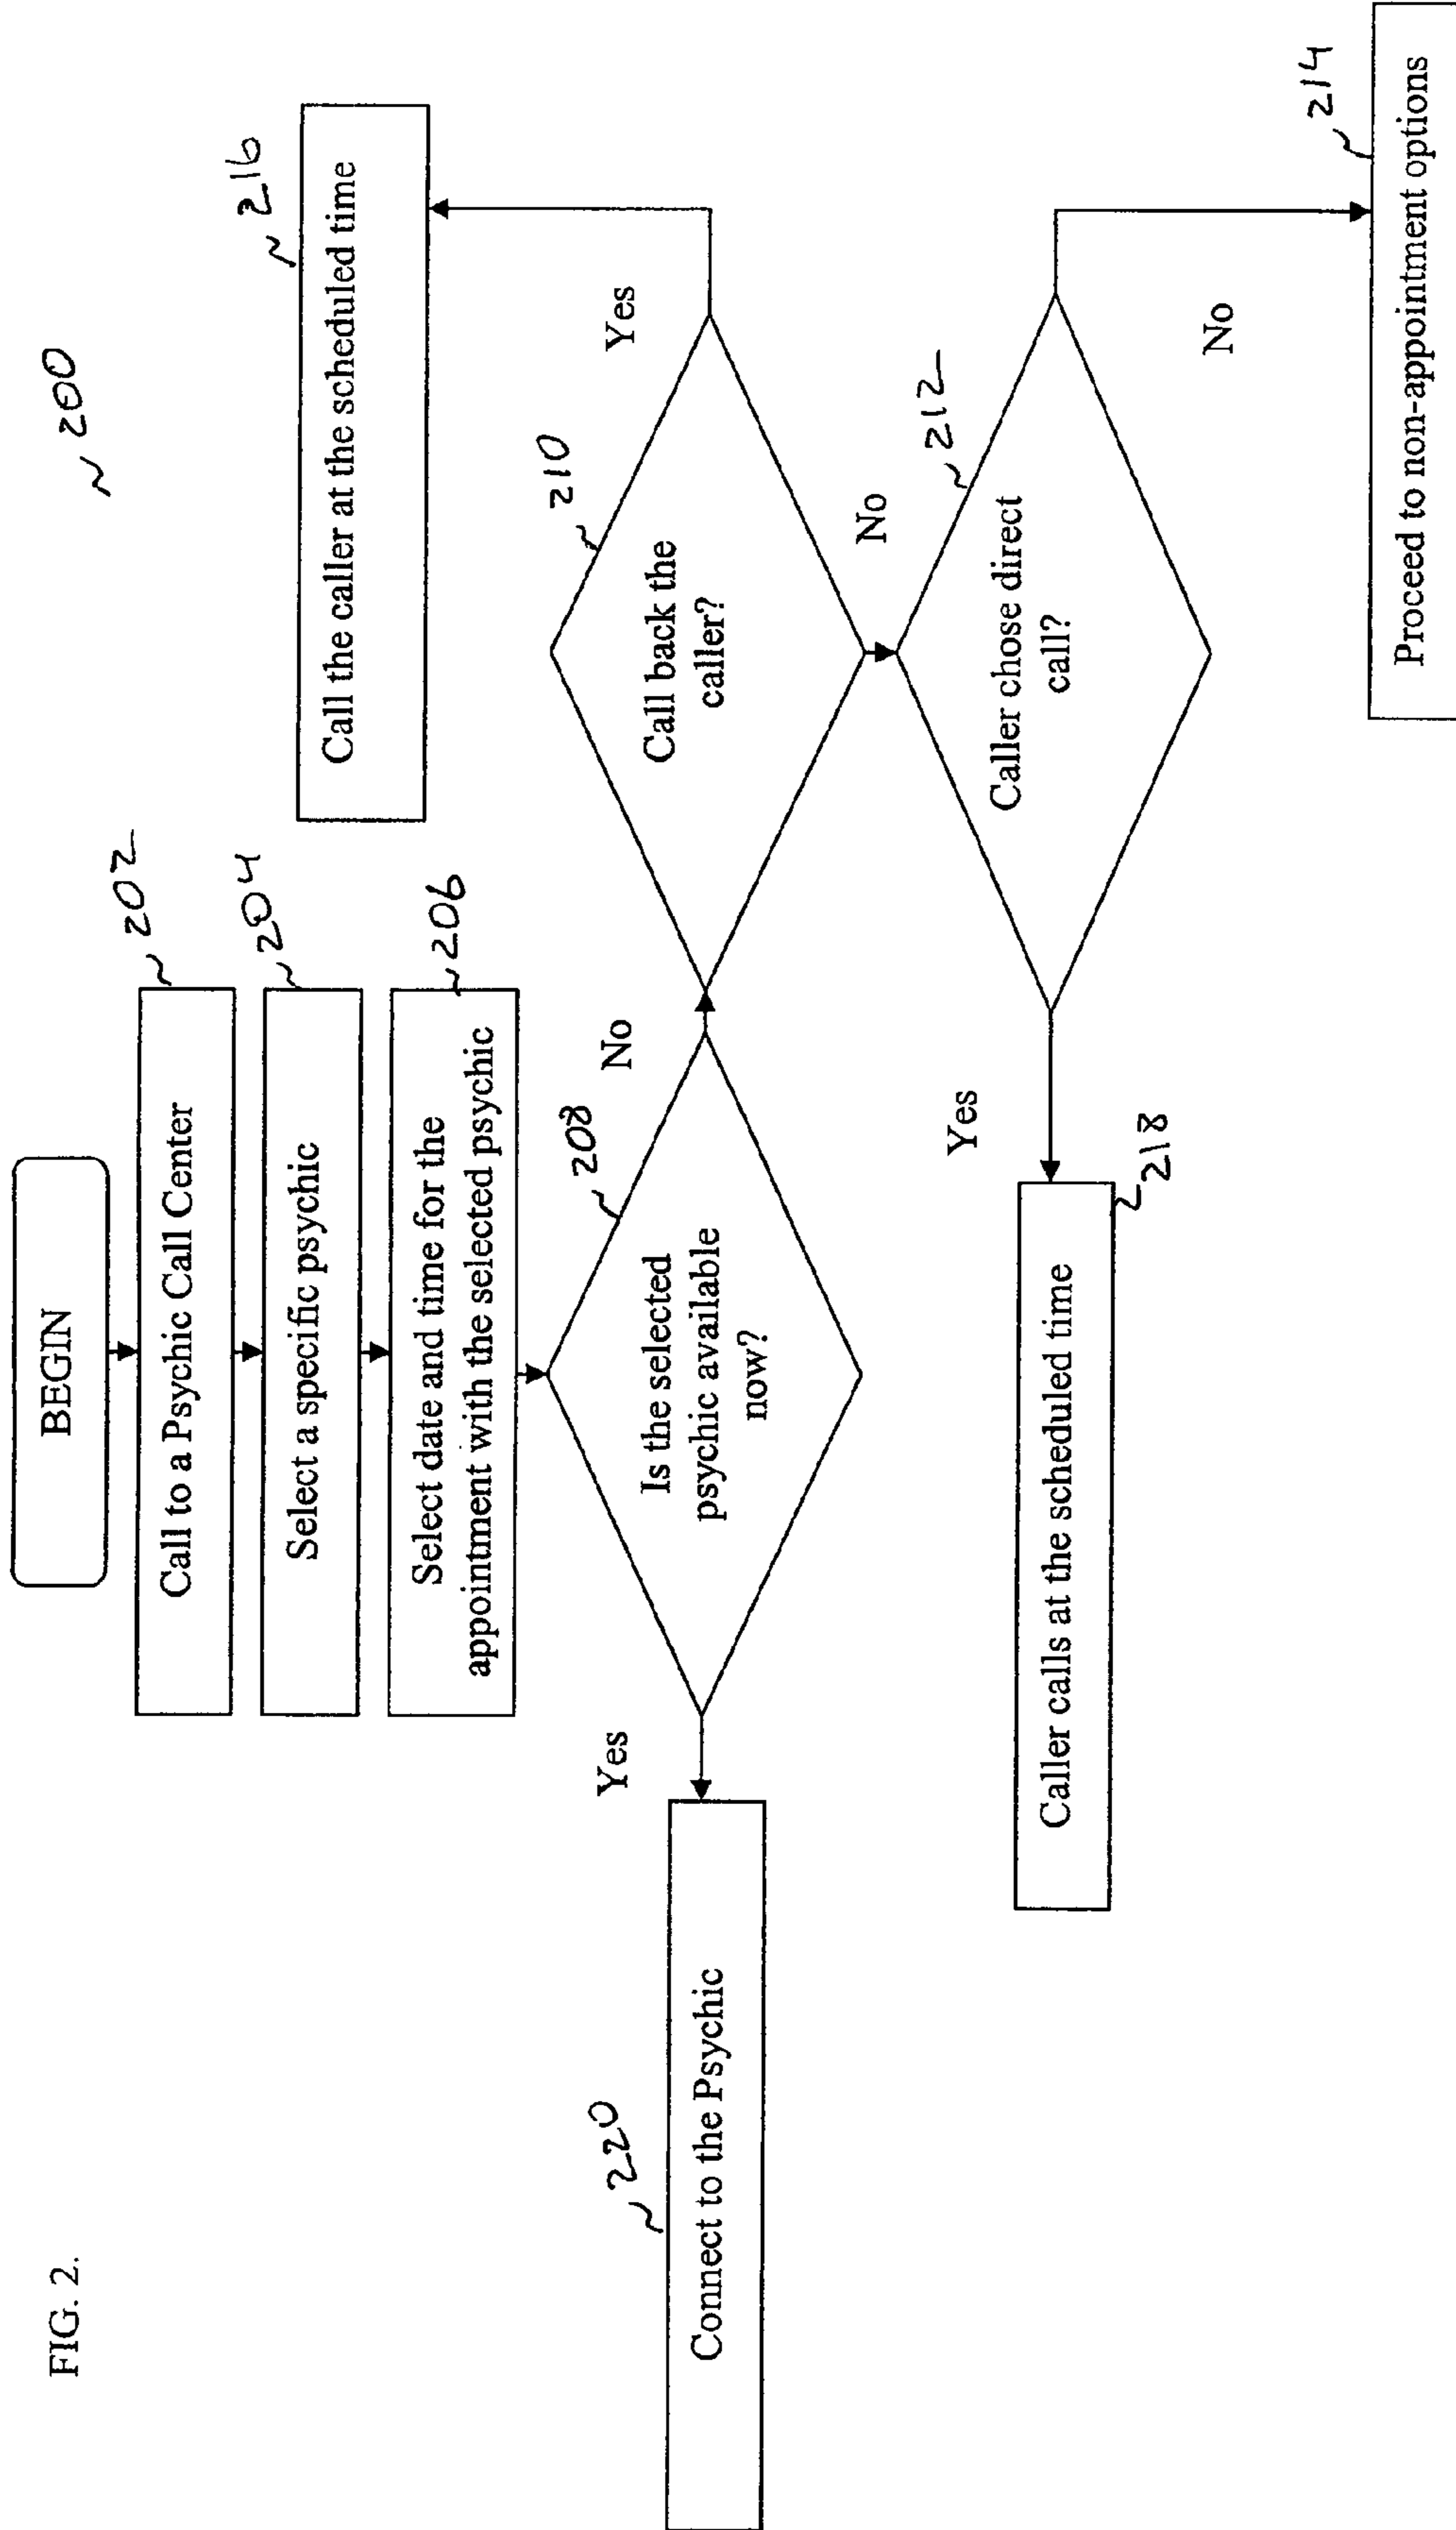 FIG. 2.
200
BEGIN
202
Call to a Psychic Call Center
204
Select a specific psychic
206
Select date and time for the
appointment with the selected psychic
208
Is the selected
psychic available
now?
Yes
No
220
Connect to the Psychic
210
Call back the
caller?
Yes
216
Call the caller at the scheduled time
No
212
Caller chose direct
call?
Yes
218
Caller calls at the scheduled time
No
214
Proceed to non-appointment options